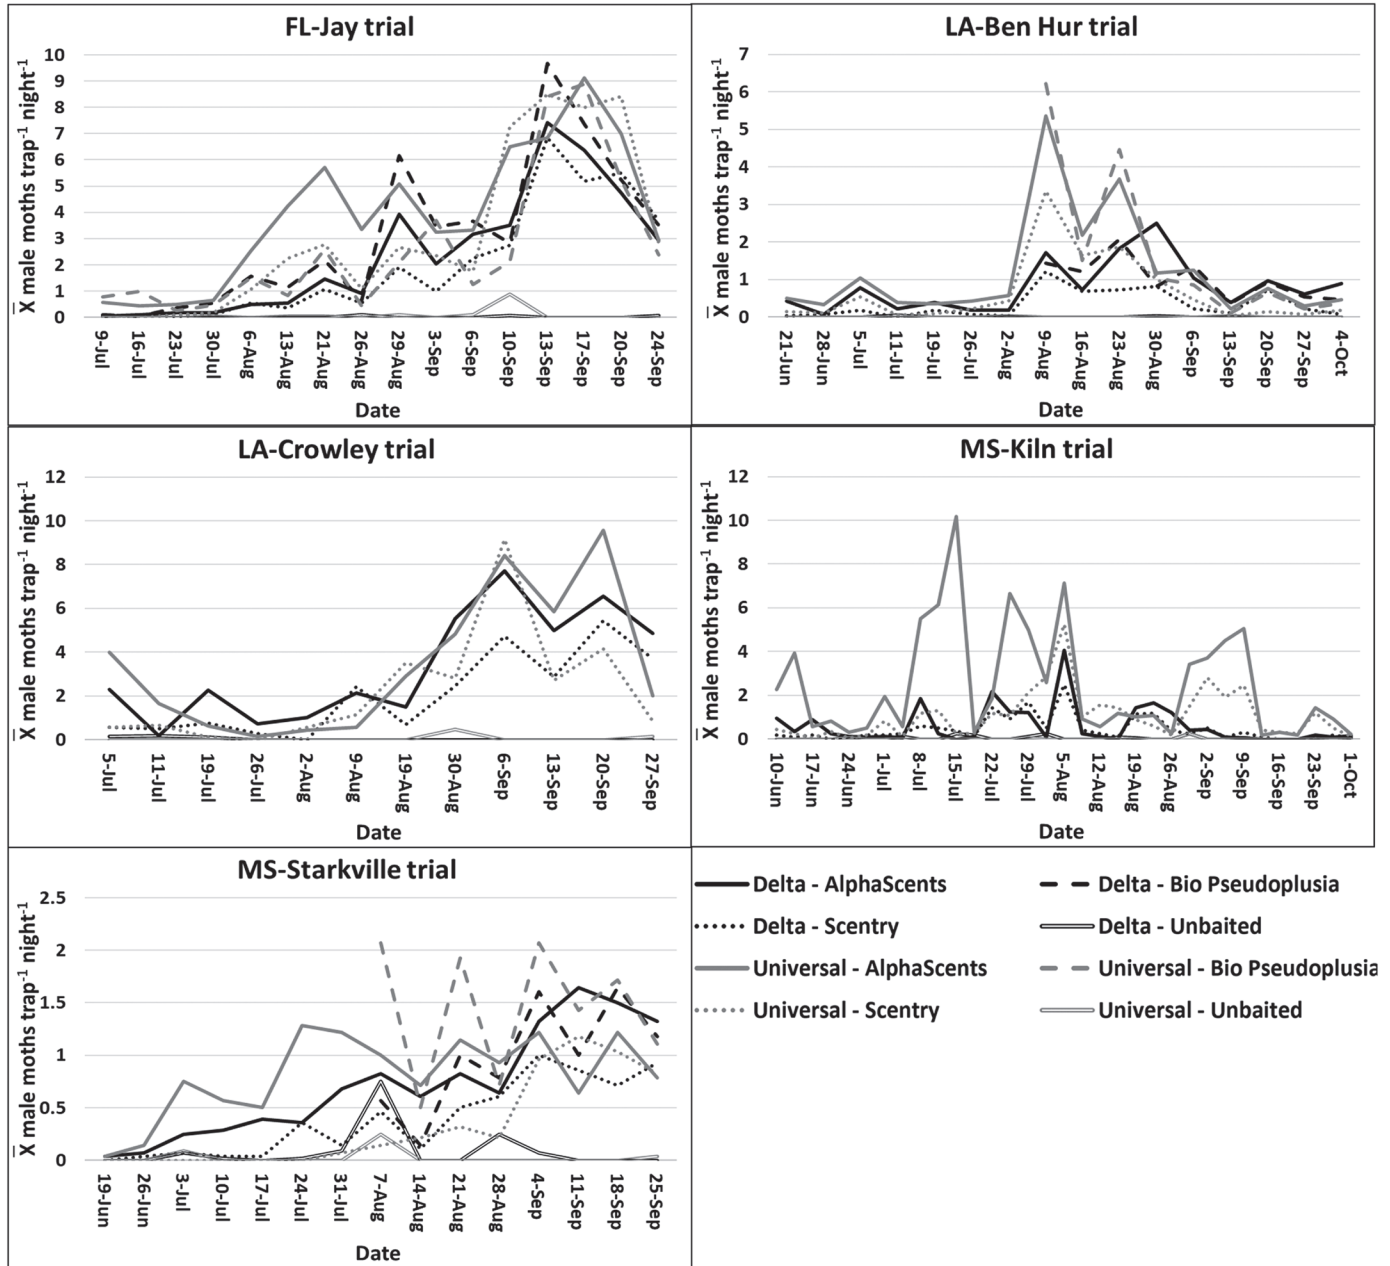 FL-Jay trial
X̅ male moths trap⁻¹ night⁻¹
10
9
8
7
6
5
4
3
2
1
0
9-Jul
16-Jul
23-Jul
30-Jul
6-Aug
13-Aug
21-Aug
26-Aug
29-Aug
3-Sep
6-Sep
10-Sep
13-Sep
17-Sep
20-Sep
24-Sep
Date
LA-Ben Hur trial
X̅ male moths trap⁻¹ night⁻¹
7
6
5
4
3
2
1
0
21-Jun
28-Jun
5-Jul
11-Jul
19-Jul
26-Jul
2-Aug
9-Aug
16-Aug
23-Aug
30-Aug
6-Sep
13-Sep
20-Sep
27-Sep
4-Oct
Date
LA-Crowley trial
X̅ male moths trap⁻¹ night⁻¹
12
10
8
6
4
2
0
5-Jul
11-Jul
19-Jul
26-Jul
2-Aug
9-Aug
19-Aug
30-Aug
6-Sep
13-Sep
20-Sep
27-Sep
Date
MS-Kiln trial
X̅ male moths trap⁻¹ night⁻¹
12
10
8
6
4
2
0
10-Jun
17-Jun
24-Jun
1-Jul
8-Jul
15-Jul
22-Jul
29-Jul
5-Aug
12-Aug
19-Aug
26-Aug
2-Sep
9-Sep
16-Sep
23-Sep
1-Oct
Date
MS-Starkville trial
X̅ male moths trap⁻¹ night⁻¹
2.5
2
1.5
1
0.5
0
19-Jun
26-Jun
3-Jul
10-Jul
17-Jul
24-Jul
31-Jul
7-Aug
14-Aug
21-Aug
28-Aug
4-Sep
11-Sep
18-Sep
25-Sep
Date
Delta - AlphaScents
Delta - Bio Pseudoplusia
Delta - Scentry
Delta - Unbaited
Universal - AlphaScents
Universal - Bio Pseudoplusia
Universal - Scentry
Universal - Unbaited